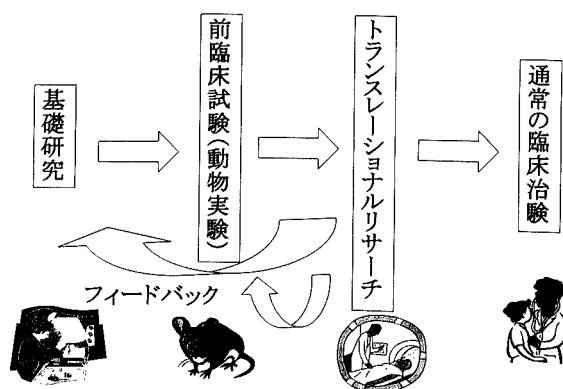 基礎研究
前臨床試験(動物実験)
トランスレーショナルリサーチ
通常の臨床治験
フィードバック